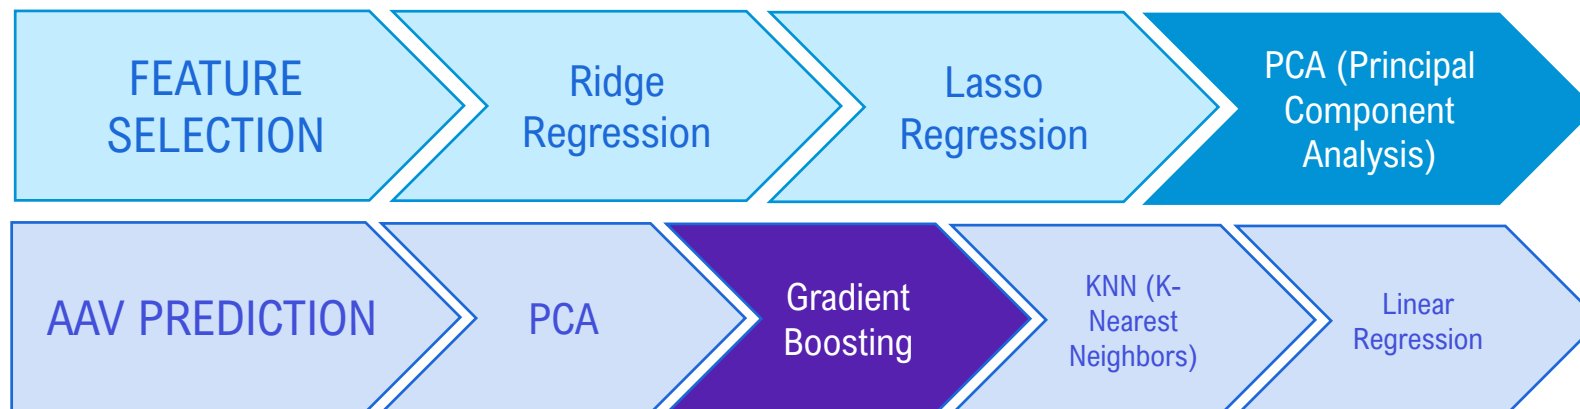 FEATURE
SELECTION
Ridge
Regression
Lasso
Regression
PCA (Principal
Component
Analysis)
AAV PREDICTION
PCA
Gradient
Boosting
KNN (K-
Nearest
Neighbors)
Linear
Regression